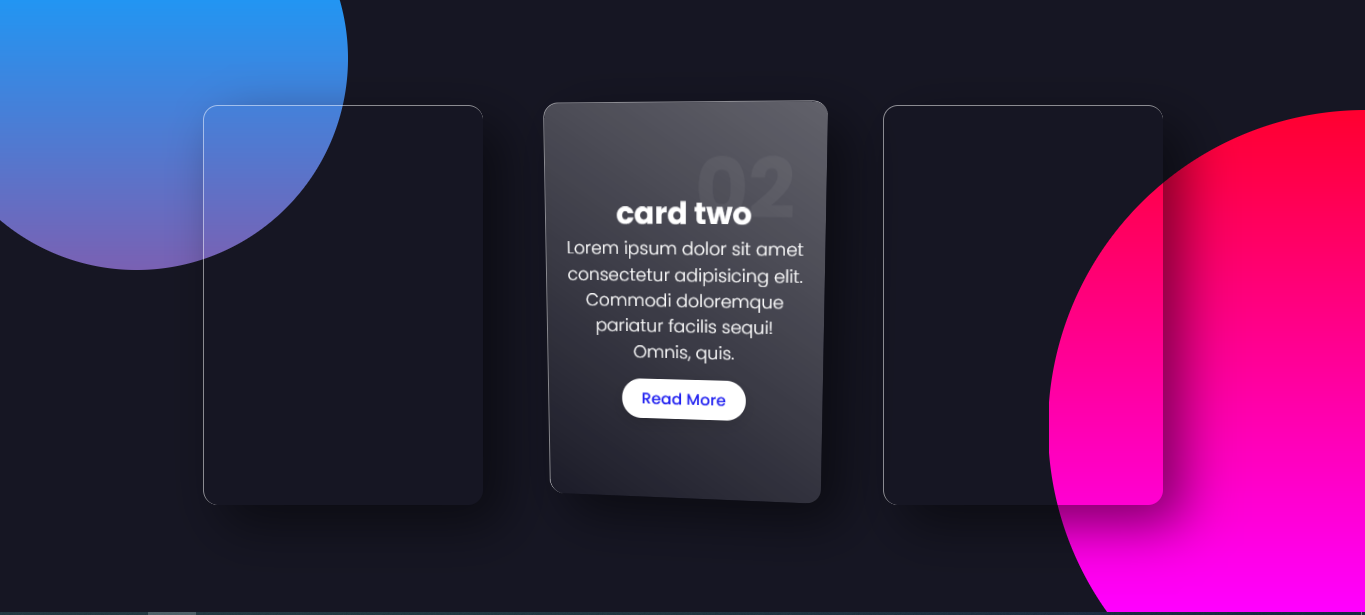 02
card two
Lorem ipsum dolor sit amet
consectetur adipisicing elit.
Commodi doloremque
pariatur facilis sequi!
Omnis, quis.
Read More